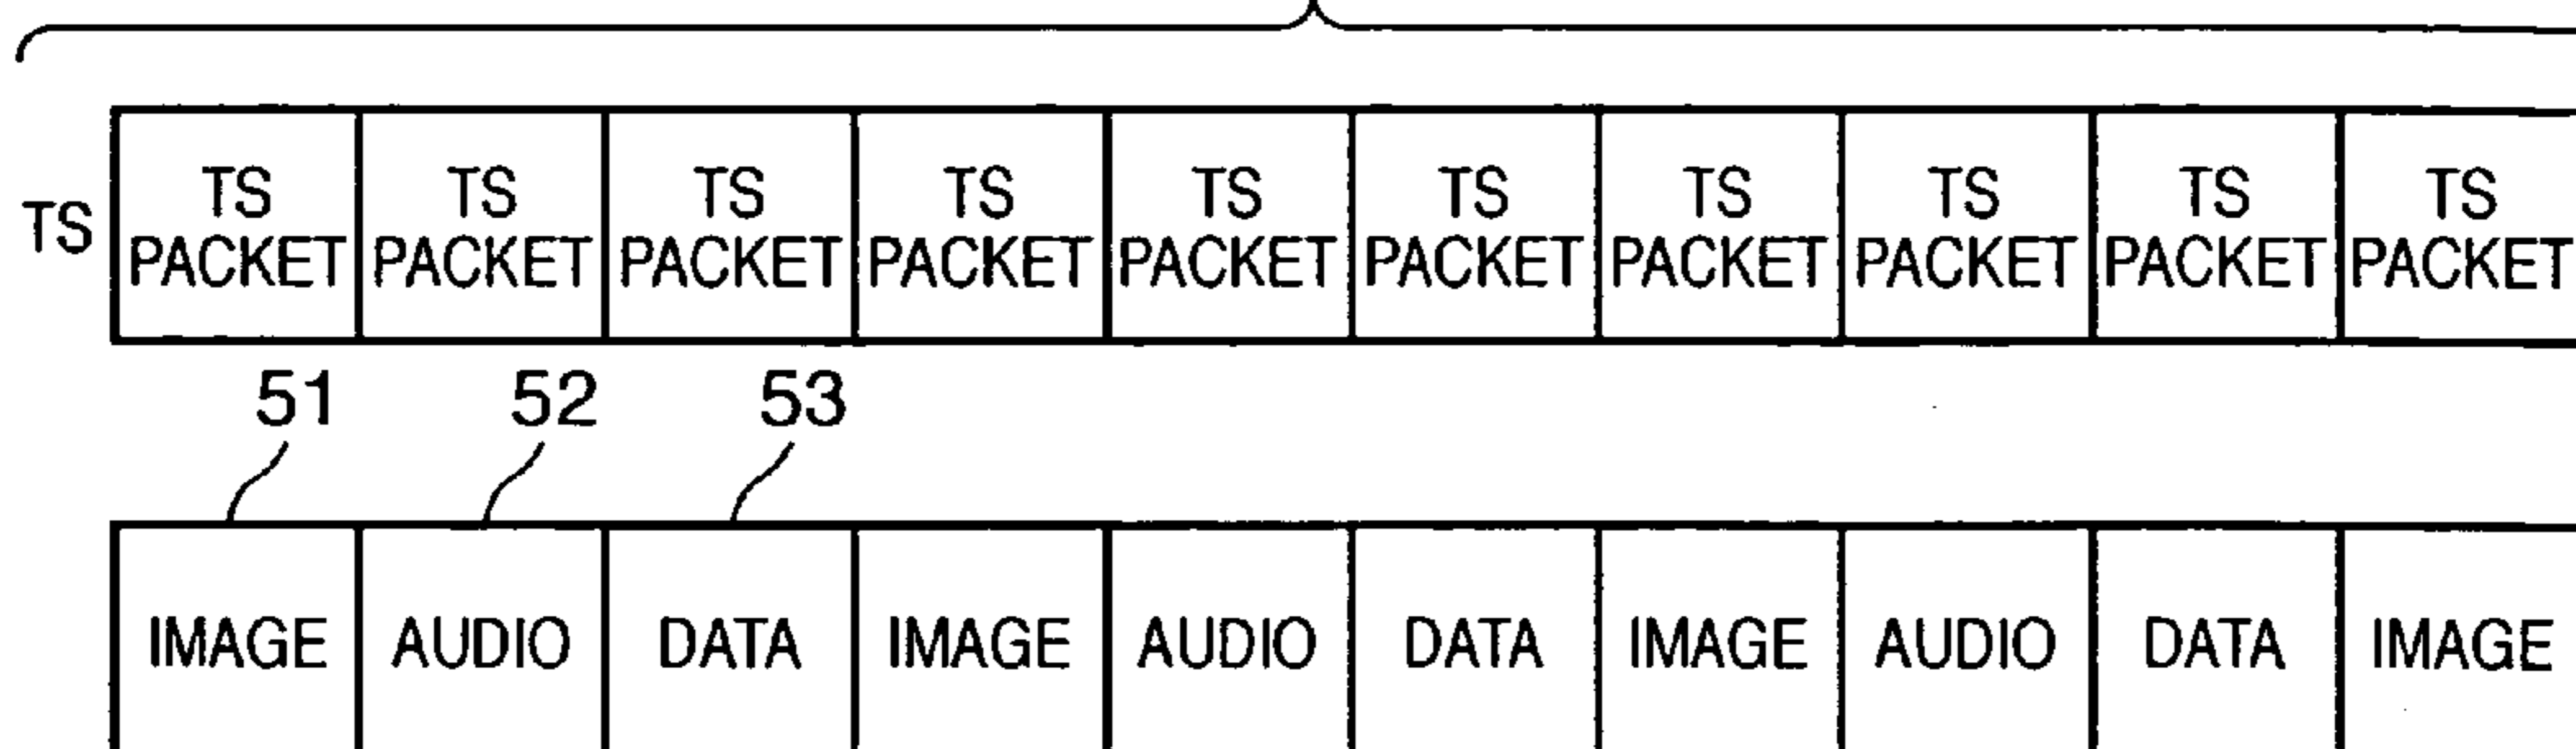 TS TS TS TS TS TS TS TS TS TS
TS
PACKET PACKET PACKET PACKET PACKET PACKET PACKET PACKET PACKET PACKET
51 52 53
IMAGE AUDIO DATA IMAGE AUDIO DATA IMAGE AUDIO DATA IMAGE